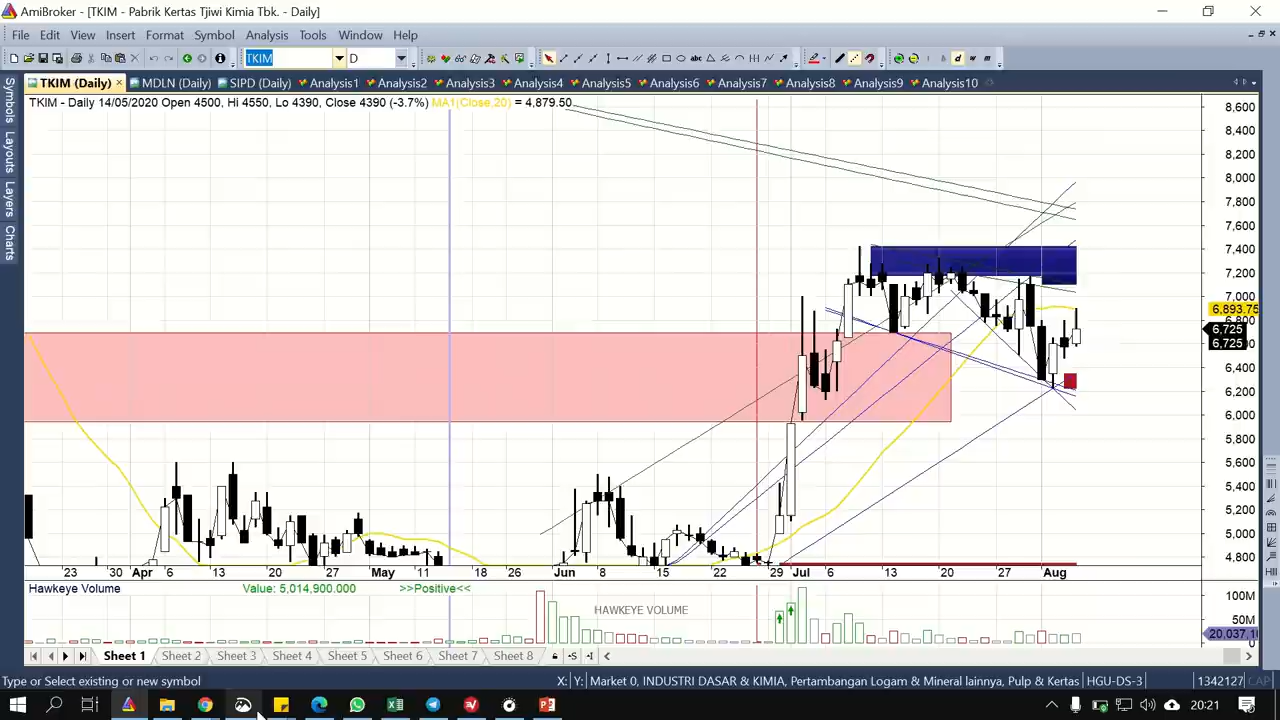 AmiBroker - [TKIM - Pabrik Kertas Tjiwi Kimia Tbk. - Daily]
File Edit View Insert Format Symbol Analysis Tools Window Help
TKIM D
TKIM (Daily) MDLN (Daily) SIPD (Daily) Analysis1 Analysis2 Analysis3 Analysis4 Analysis5 Analysis6 Analysis7 Analysis8 Analysis9 Analysis10
Symbols
Layouts
Layers
Charts
TKIM - Daily 14/05/2020 Open 4500, Hi 4550, Lo 4390, Close 4390 (-3.7%) MA1(Close,20) = 4,879.50
8,600
8,400
8,200
8,000
7,800
7,600
7,400
7,200
7,000
6,893.75
6,725
6,725
6,400
6,200
6,000
5,800
5,600
5,400
5,200
5,000
4,800
23 30 Apr 6 13 20 27 May 11 18 26 Jun 8 15 22 29 Jul 6 13 20 27 Aug
Hawkeye Volume Value: 5,014,900.000 >>Positive<<
HAWKEYE VOLUME
100M
50M
Sheet 1 Sheet 2 Sheet 3 Sheet 4 Sheet 5 Sheet 6 Sheet 7 Sheet 8
Type or Select existing or new symbol X: Y: Market 0, INDUSTRI DASAR & KIMIA, Pertambangan Logam & Mineral lainnya, Pulp & Kertas HGU-DS-3 1342127 CAP
20:21